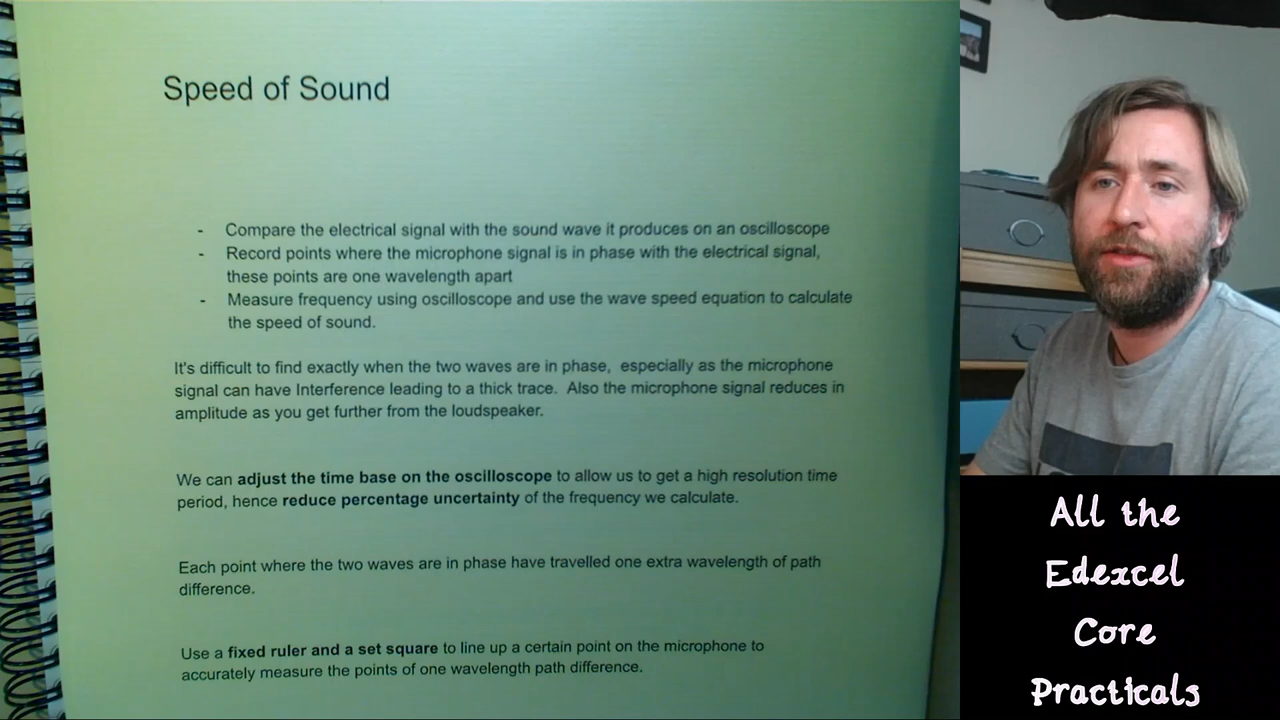 Speed of Sound
- Compare the electrical signal with the sound wave it produces on an oscilloscope
- Record points where the microphone signal is in phase with the electrical signal,
these points are one wavelength apart
- Measure frequency using oscilloscope and use the wave speed equation to calculate
the speed of sound.
It's difficult to find exactly when the two waves are in phase, especially as the microphone
signal can have Interference leading to a thick trace. Also the microphone signal reduces in
amplitude as you get further from the loudspeaker.
We can adjust the time base on the oscilloscope to allow us to get a high resolution time
period, hence reduce percentage uncertainty of the frequency we calculate.
Each point where the two waves are in phase have travelled one extra wavelength of path
difference.
Use a fixed ruler and a set square to line up a certain point on the microphone to
accurately measure the points of one wavelength path difference.
All the
Edexcel
Core
Practicals